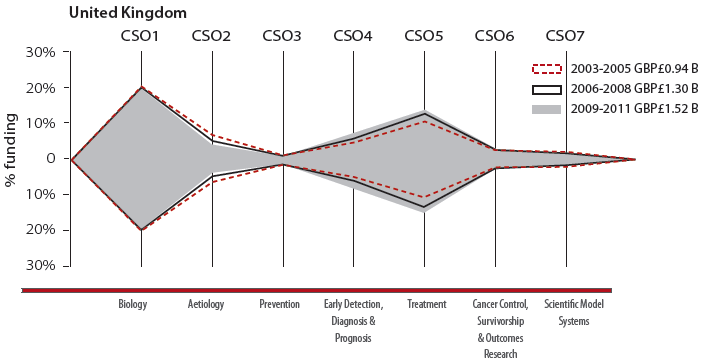 United Kingdom
CSO1 CSO2 CSO3 CSO4 CSO5 CSO6 CSO7
30%
20%
10%
0
10%
20%
30%
% funding
2003-2005 GBP£0.94 B
2006-2008 GBP£1.30 B
2009-2011 GBP£1.52 B
Biology Aetiology Prevention Early Detection, Treatment Cancer Control, Scientific Model
Diagnosis & Survivorship Systems
Prognosis & Outcomes
Research